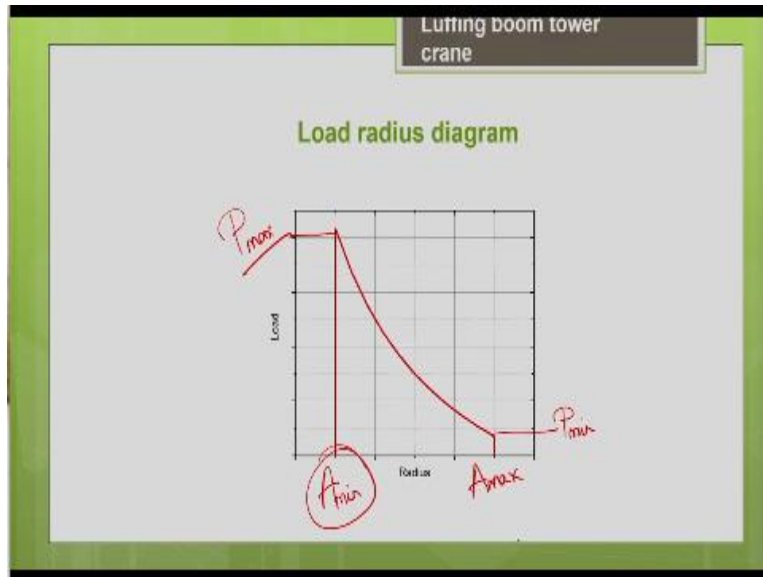 Luffing boom tower
crane
Load radius diagram
Pmax
Load
Pmin
Amin
Radius
Amax